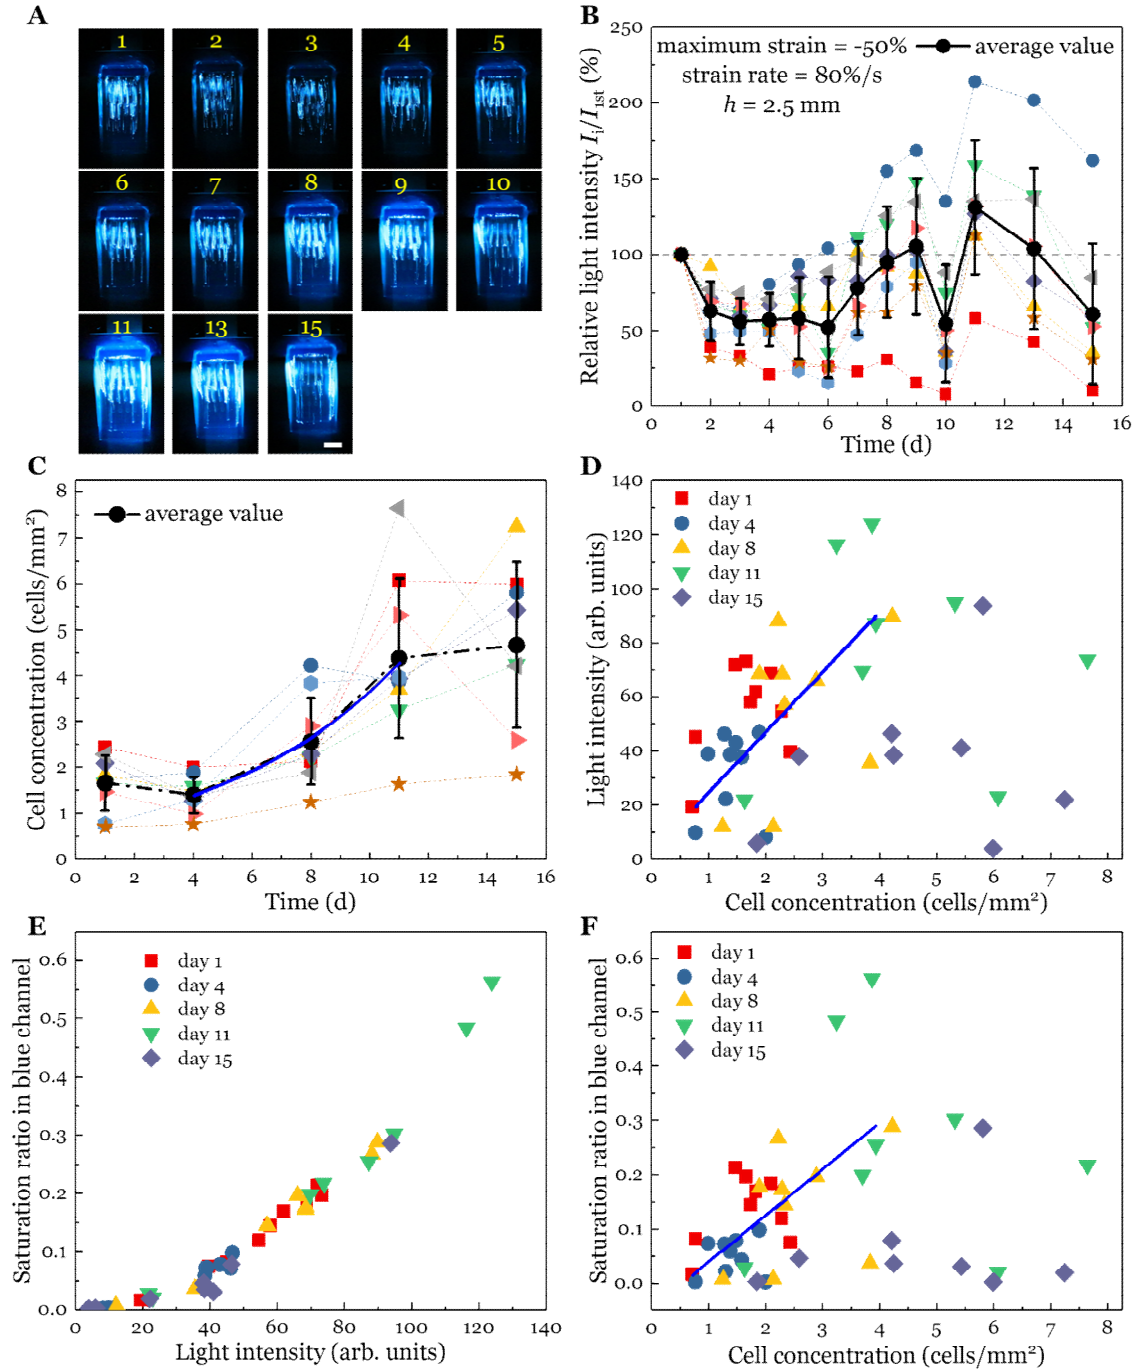 A
1 2 3 4 5
6 7 8 9 10
11 13 15
B
maximum strain = -50%
average value
strain rate = 80%/s
h = 2.5 mm
Relative light intensity Ii/I1st (%)
250
200
150
100
50
0
0 2 4 6 8 10 12 14 16
Time (d)
C
average value
Cell concentration (cells/mm²)
8
7
6
5
4
3
2
1
0
0 2 4 6 8 10 12 14 16
Time (d)
D
day 1
day 4
day 8
day 11
day 15
Light intensity (arb. units)
140
120
100
80
60
40
20
0
0 1 2 3 4 5 6 7 8
Cell concentration (cells/mm²)
E
day 1
day 4
day 8
day 11
day 15
Saturation ratio in blue channel
0.6
0.5
0.4
0.3
0.2
0.1
0.0
0 20 40 60 80 100 120 140
Light intensity (arb. units)
F
day 1
day 4
day 8
day 11
day 15
Saturation ratio in blue channel
0.6
0.5
0.4
0.3
0.2
0.1
0.0
0 1 2 3 4 5 6 7 8
Cell concentration (cells/mm²)